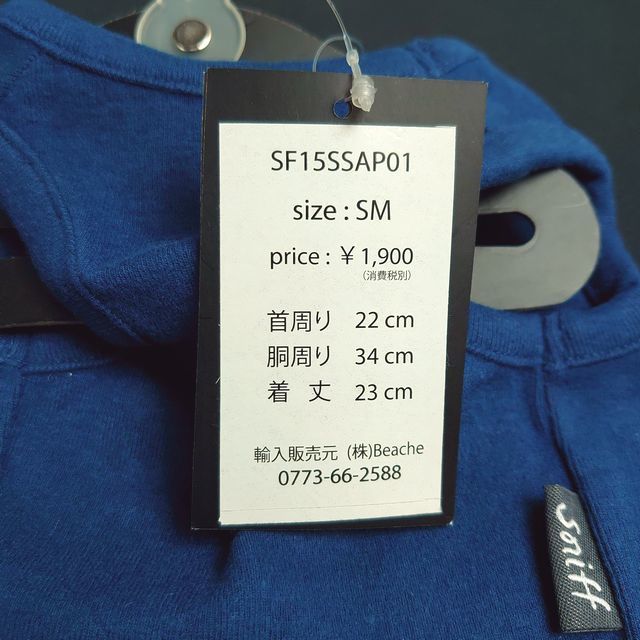 SF15SSAP01
size : SM
price : ¥ 1,900
(消費税別)
首周り 22 cm
胴周り 34 cm
着 丈 23 cm
輸入販売元 (株)Beache
0773-66-2588
Sniff